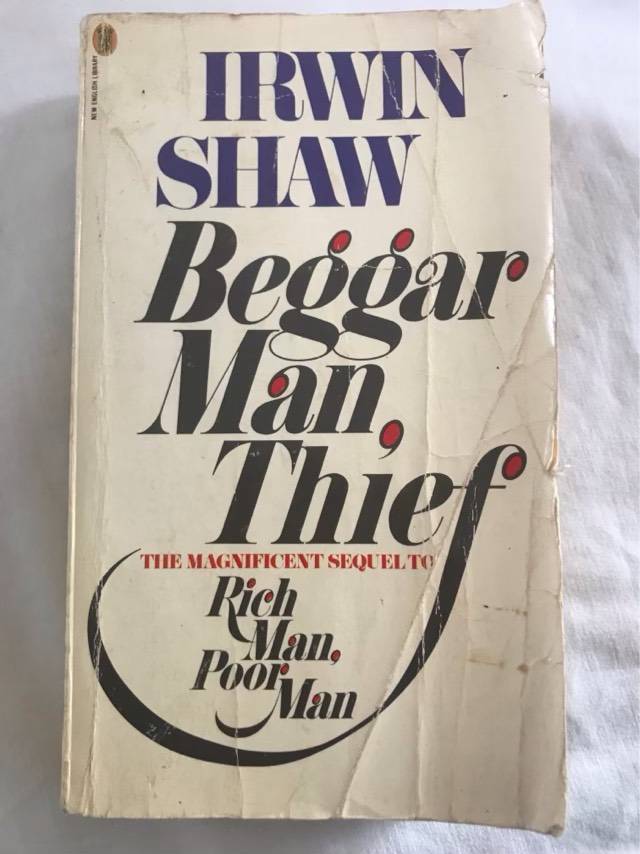 NEW ENGLISH LIBRARY
IRWIN
SHAW
Beggar
Man,
Thief
THE MAGNIFICENT SEQUEL TO
Rich
Man,
Poor
Man